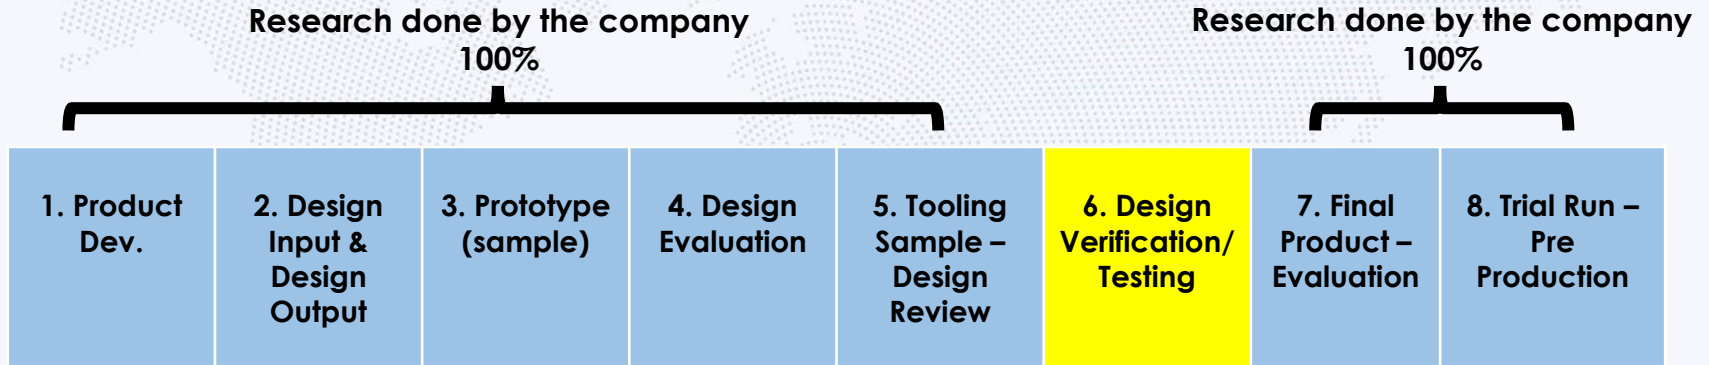 Research done by the company
100%
Research done by the company
100%
1. Product
Dev.
2. Design
Input &
Design
Output
3. Prototype
(sample)
4. Design
Evaluation
5. Tooling
Sample –
Design
Review
6. Design
Verification/
Testing
7. Final
Product –
Evaluation
8. Trial Run –
Pre
Production